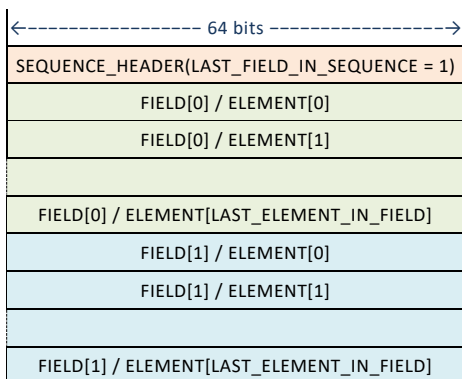 64 bits
SEQUENCE_HEADER(LAST_FIELD_IN_SEQUENCE = 1)
FIELD[0] / ELEMENT[0]
FIELD[0] / ELEMENT[1]
FIELD[0] / ELEMENT[LAST_ELEMENT_IN_FIELD]
FIELD[1] / ELEMENT[0]
FIELD[1] / ELEMENT[1]
FIELD[1] / ELEMENT[LAST_ELEMENT_IN_FIELD]